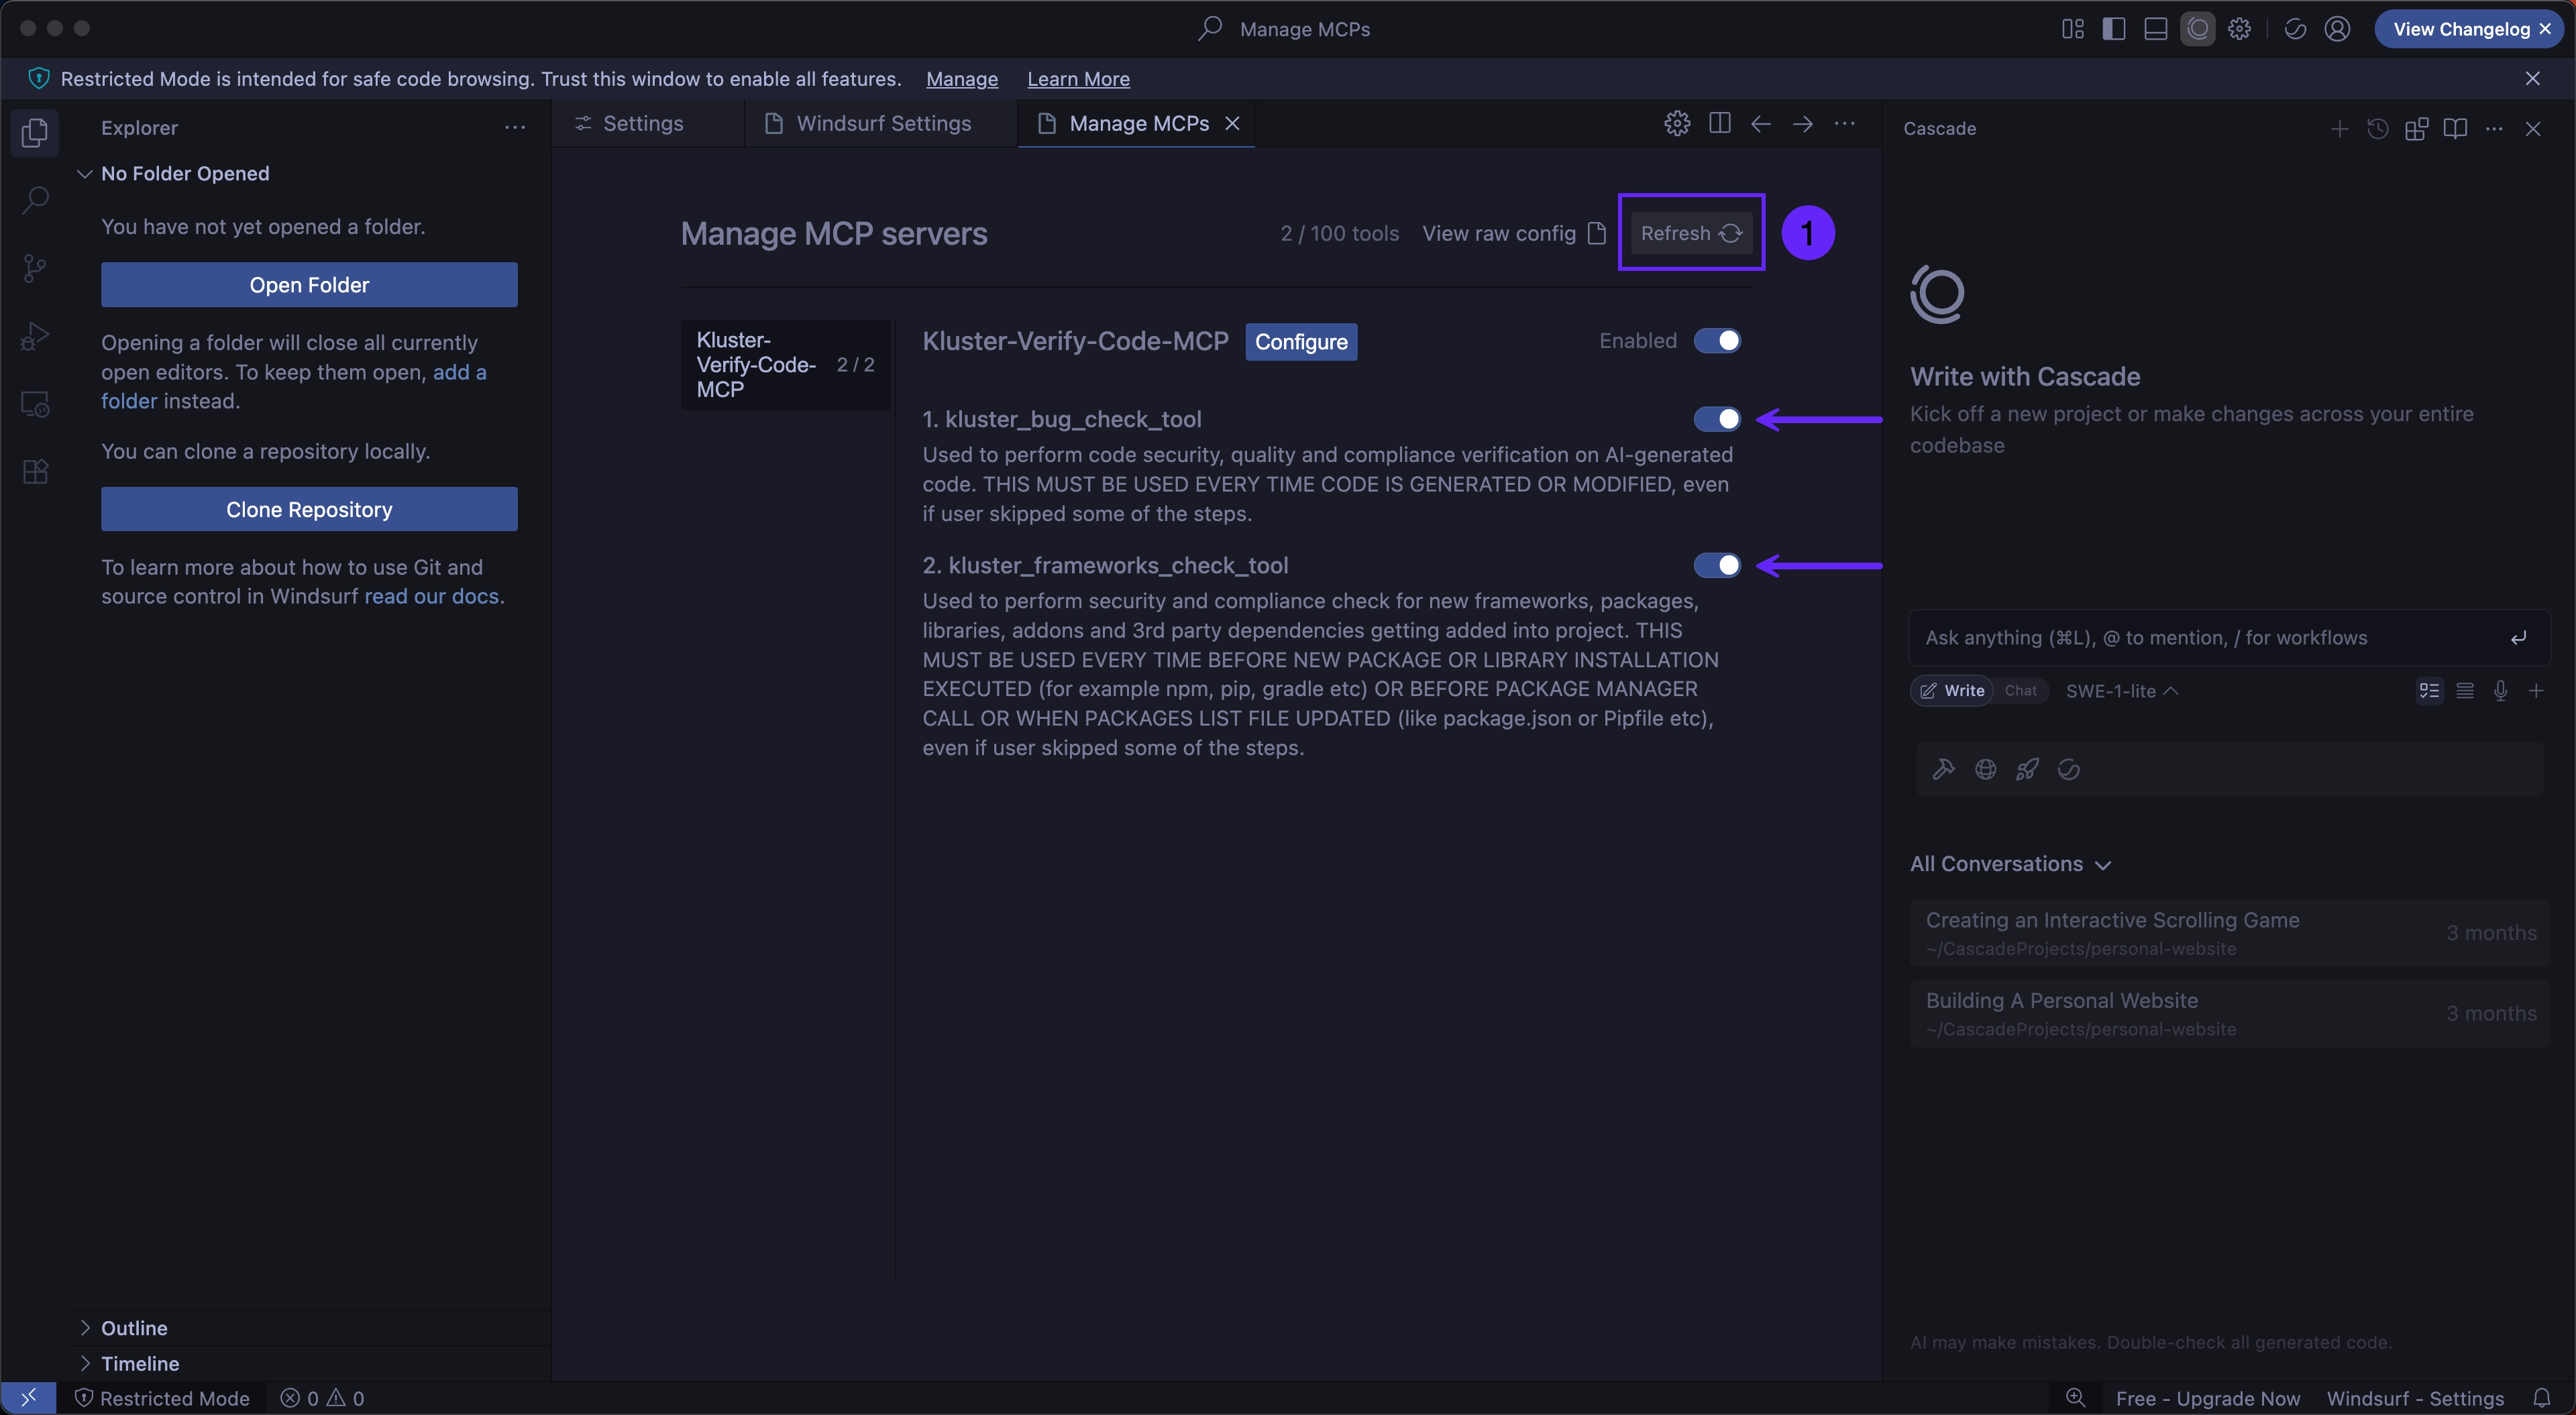 Manage MCPs
View Changelog
Restricted Mode is intended for safe code browsing. Trust this window to enable all features. Manage Learn More
Explorer
No Folder Opened
You have not yet opened a folder.
Open Folder
Opening a folder will close all currently
open editors. To keep them open, add a
folder instead.
You can clone a repository locally.
Clone Repository
To learn more about how to use Git and
source control in Windsurf read our docs.
Outline
Timeline
Settings
Windsurf Settings
Manage MCPs
Manage MCP servers
2 / 100 tools
View raw config
Refresh
1
Kluster-
Verify-Code-
MCP
2 / 2
Kluster-Verify-Code-MCP
Configure
Enabled
1. kluster_bug_check_tool
Used to perform code security, quality and compliance verification on AI-generated
code. THIS MUST BE USED EVERY TIME CODE IS GENERATED OR MODIFIED, even
if user skipped some of the steps.
2. kluster_frameworks_check_tool
Used to perform security and compliance check for new frameworks, packages,
libraries, addons and 3rd party dependencies getting added into project. THIS
MUST BE USED EVERY TIME BEFORE NEW PACKAGE OR LIBRARY INSTALLATION
EXECUTED (for example npm, pip, gradle etc) OR BEFORE PACKAGE MANAGER
CALL OR WHEN PACKAGES LIST FILE UPDATED (like package.json or Pipfile etc),
even if user skipped some of the steps.
Cascade
Write with Cascade
Kick off a new project or make changes across your entire
codebase
Ask anything (⌘L), @ to mention, / for workflows
Write
Chat
SWE-1-lite
All Conversations
Creating an Interactive Scrolling Game
~/CascadeProjects/personal-website
3 months
Building A Personal Website
~/CascadeProjects/personal-website
3 months
AI may make mistakes. Double-check all generated code.
Restricted Mode
0
0
Free - Upgrade Now
Windsurf - Settings